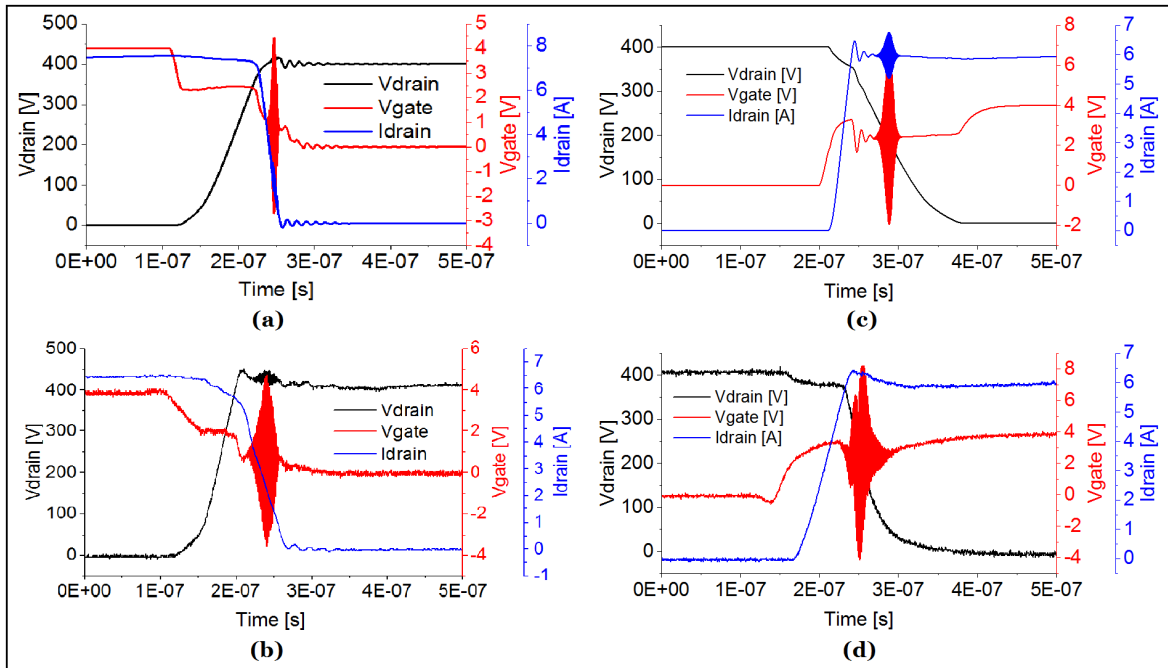 500
400
300
200
100
0
Vdrain [V]
Vdrain
Vgate
Idrain
5
4
3
2
1
0
-1
-2
-3
-4
Vgate [V]
8
6
4
2
0
Idrain [A]
0E+00 1E-07 2E-07 3E-07 4E-07 5E-07
Time [s]
(a)
400
300
200
100
0
Vdrain [V]
Vdrain [V]
Vgate [V]
Idrain [A]
8
6
4
2
0
-2
Vgate [V]
7
6
5
4
3
2
1
0
Idrain [A]
0E+00 1E-07 2E-07 3E-07 4E-07 5E-07
Time [s]
(c)
500
400
300
200
100
0
Vdrain [V]
Vdrain
Vgate
Idrain
6
4
2
0
-2
-4
Vgate [V]
7
6
5
4
3
2
1
0
-1
Idrain [A]
0E+00 1E-07 2E-07 3E-07 4E-07 5E-07
Time [s]
(b)
400
300
200
100
0
Vdrain [V]
Vdrain [V]
Vgate [V]
Idrain [A]
8
6
4
2
0
-2
-4
Vgate [V]
7
6
5
4
3
2
1
0
Idrain [A]
0E+00 1E-07 2E-07 3E-07 4E-07 5E-07
Time [s]
(d)